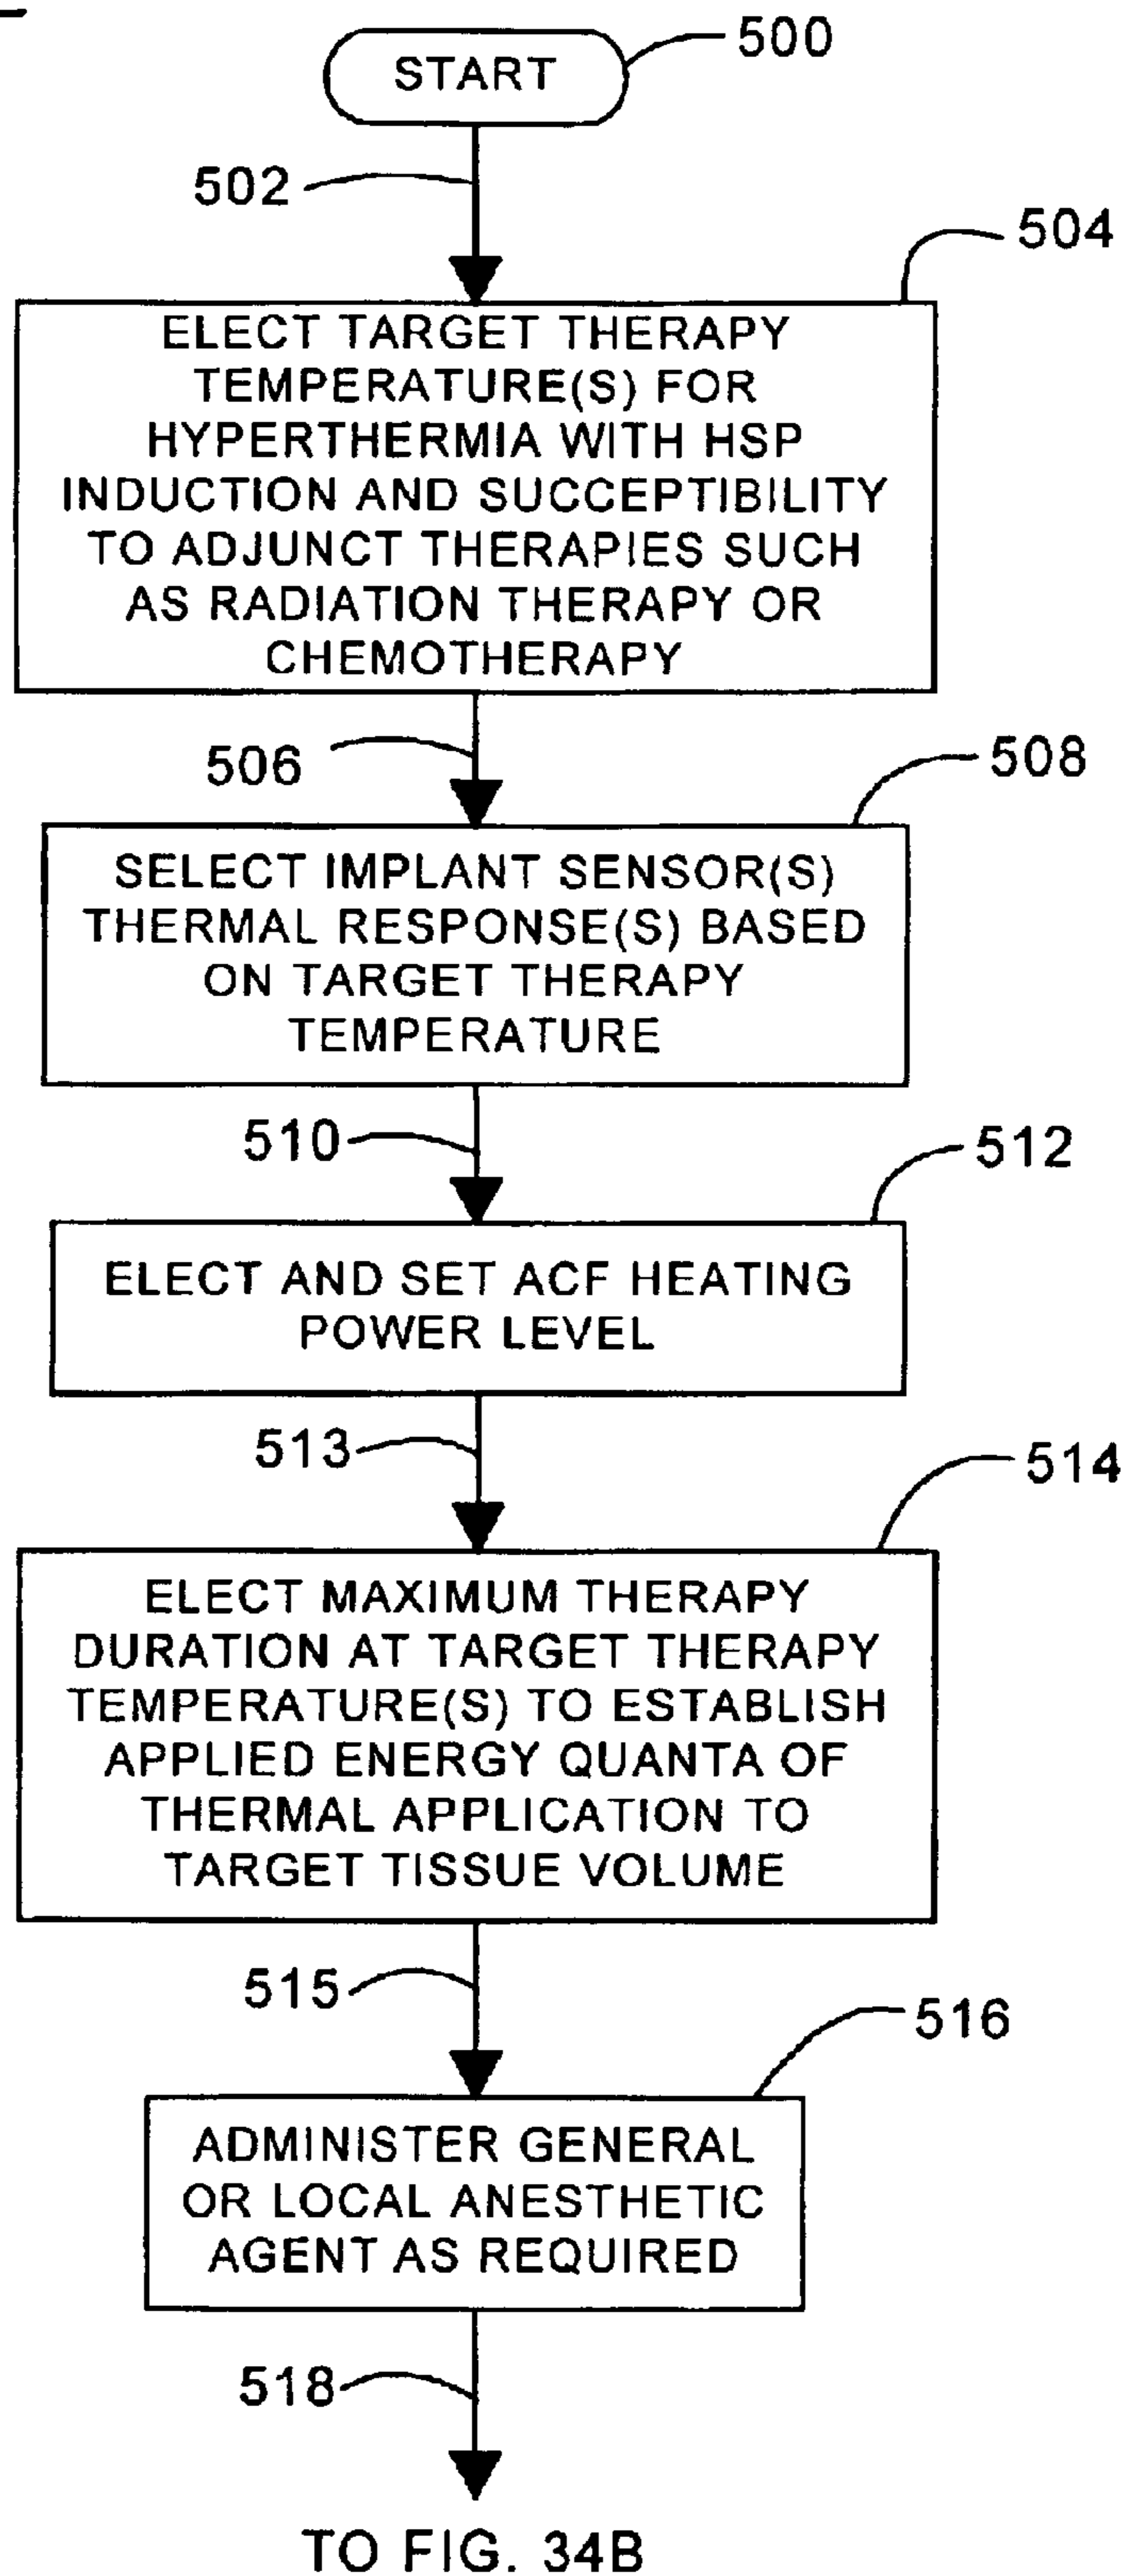 500
START
502
504
ELECT TARGET THERAPY
TEMPERATURE(S) FOR
HYPERTHERMIA WITH HSP
INDUCTION AND SUCCEPTIBILITY
TO ADJUNCT THERAPIES SUCH
AS RADIATION THERAPY OR
CHEMOTHERAPY
506
508
SELECT IMPLANT SENSOR(S)
THERMAL RESPONSE(S) BASED
ON TARGET THERAPY
TEMPERATURE
510
512
ELECT AND SET ACF HEATING
POWER LEVEL
513
514
ELECT MAXIMUM THERAPY
DURATION AT TARGET THERAPY
TEMPERATURE(S) TO ESTABLISH
APPLIED ENERGY QUANTA OF
THERMAL APPLICATION TO
TARGET TISSUE VOLUME
515
516
ADMINISTER GENERAL
OR LOCAL ANESTHETIC
AGENT AS REQUIRED
518
TO FIG. 34B